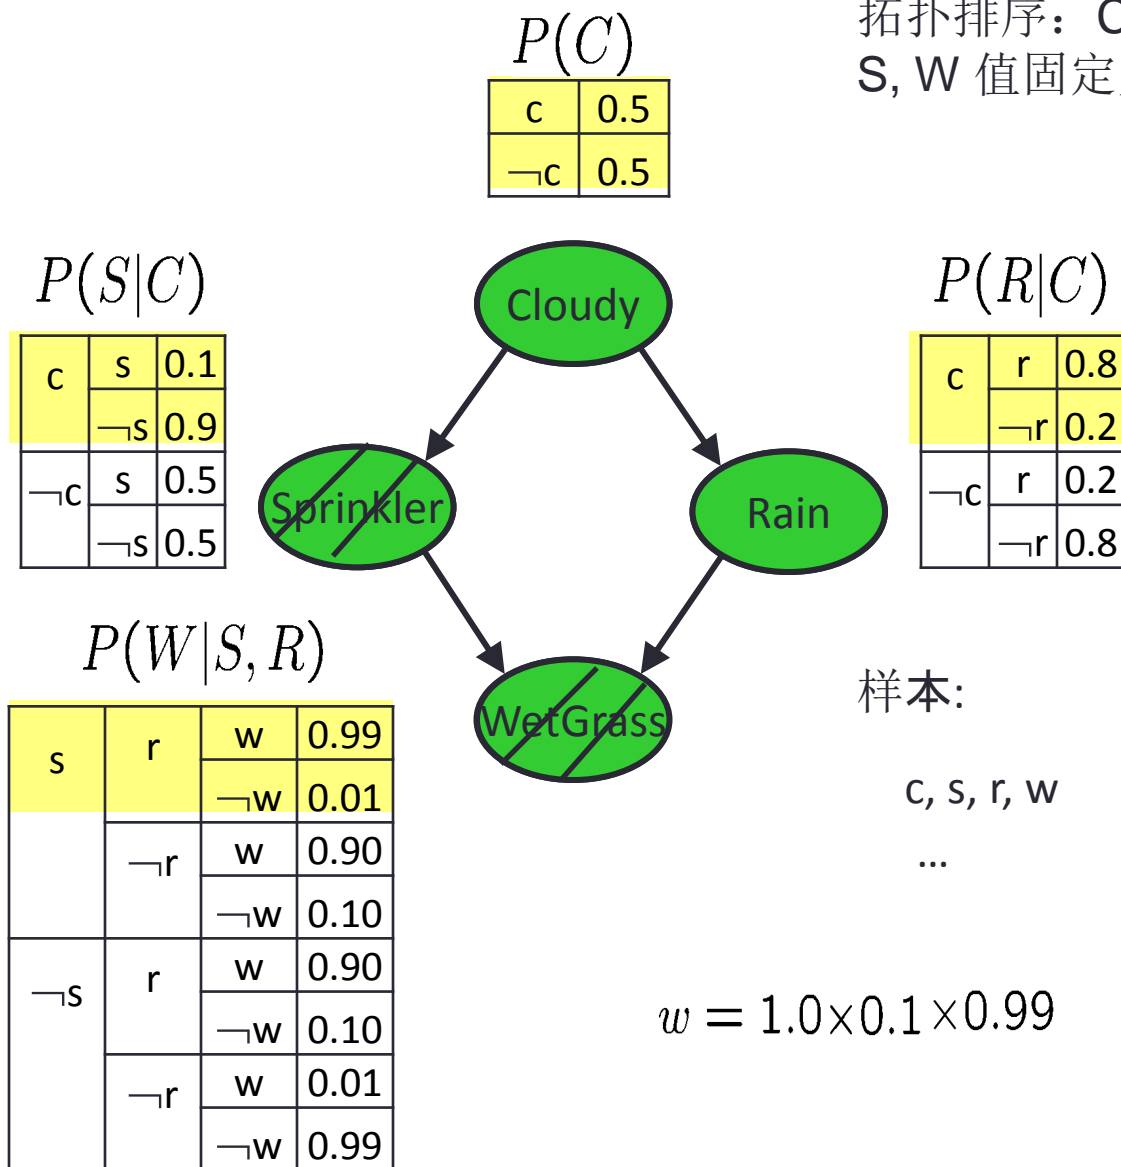 拓扑排序：C
S, W 值固定
P(C)
c 0.5
¬c 0.5
P(S|C)
c s 0.1
¬s 0.9
¬c s 0.5
¬s 0.5
Cloudy
P(R|C)
c r 0.8
¬r 0.2
¬c r 0.2
¬r 0.8
Sprinkler
Rain
P(W|S, R)
s r w 0.99
¬w 0.01
¬r w 0.90
¬w 0.10
¬s r w 0.90
¬w 0.10
¬r w 0.01
¬w 0.99
WetGrass
样本:
c, s, r, w
...
w = 1.0×0.1×0.99